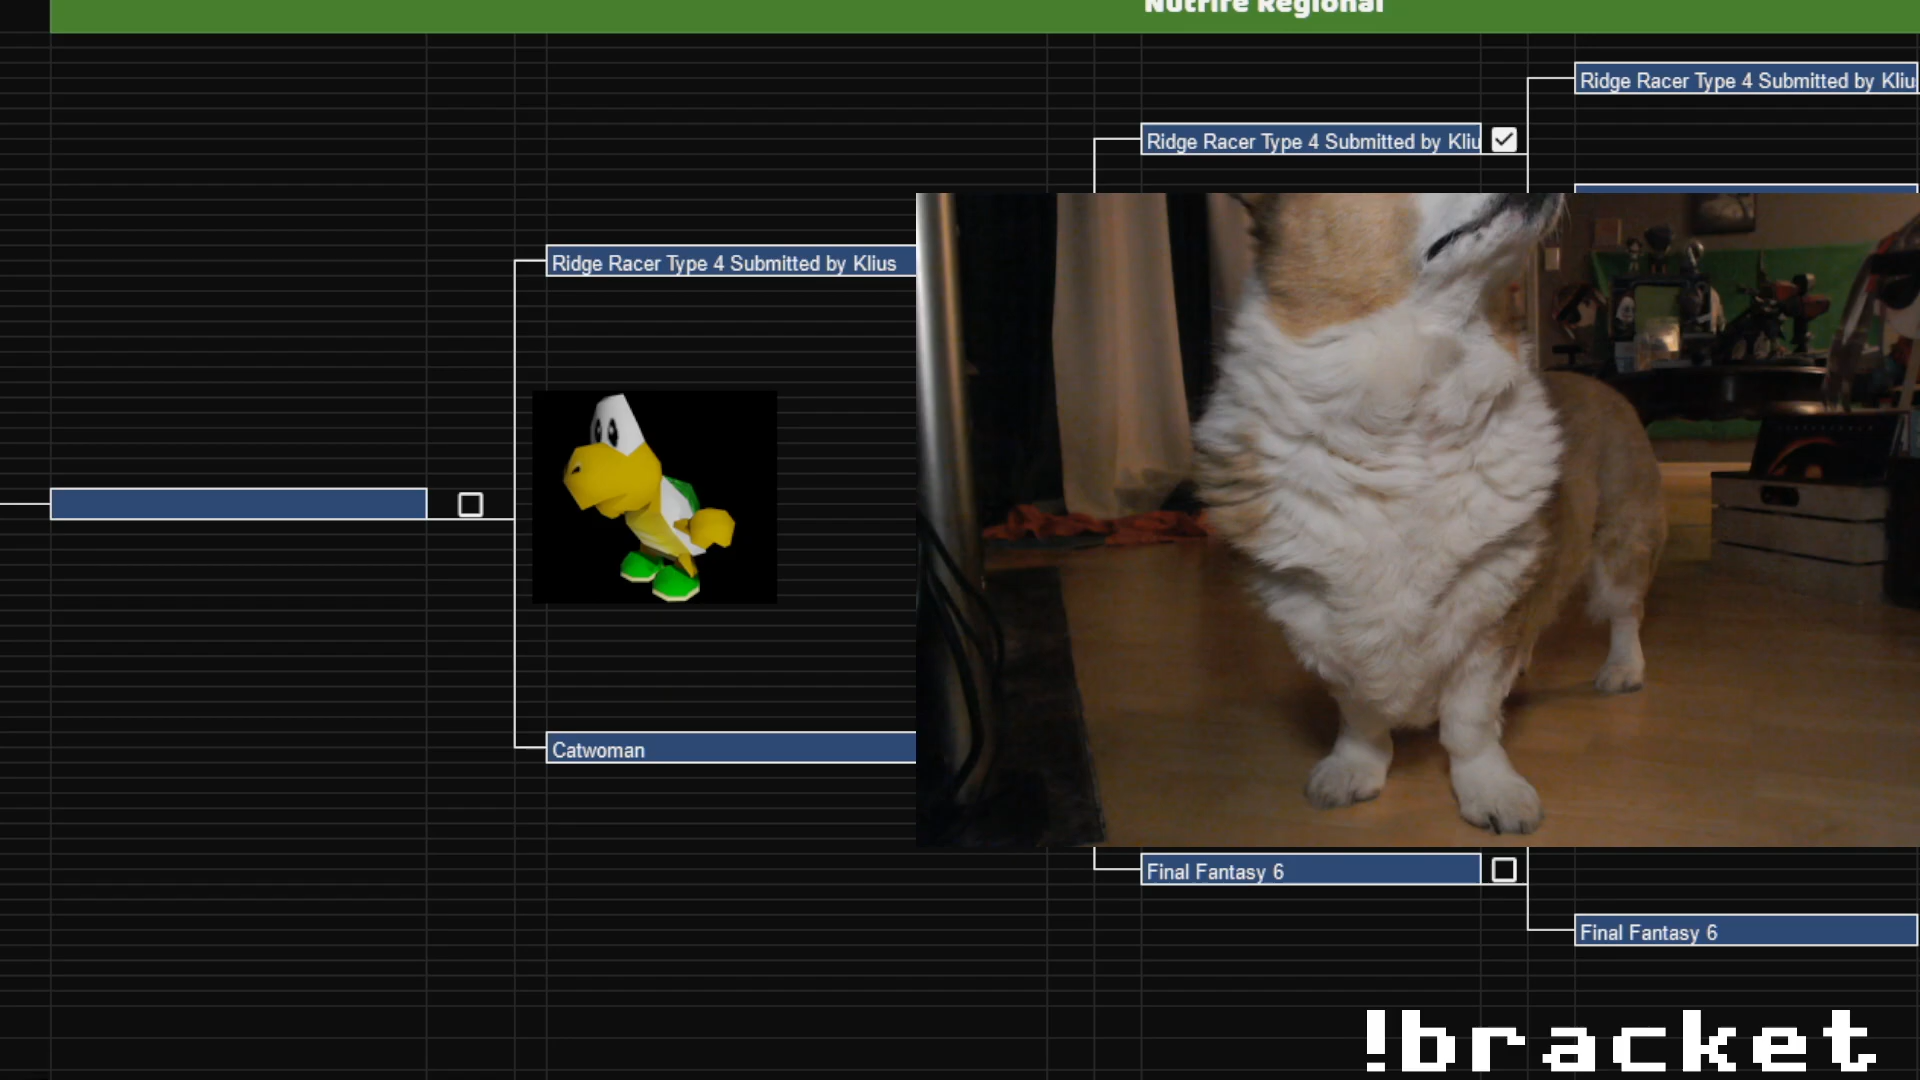 Nutrire Regional
Ridge Racer Type 4 Submitted by Kliu
Ridge Racer Type 4 Submitted by Kliu
Ridge Racer Type 4 Submitted by Klius
Catwoman
Final Fantasy 6
Final Fantasy 6
!bracket